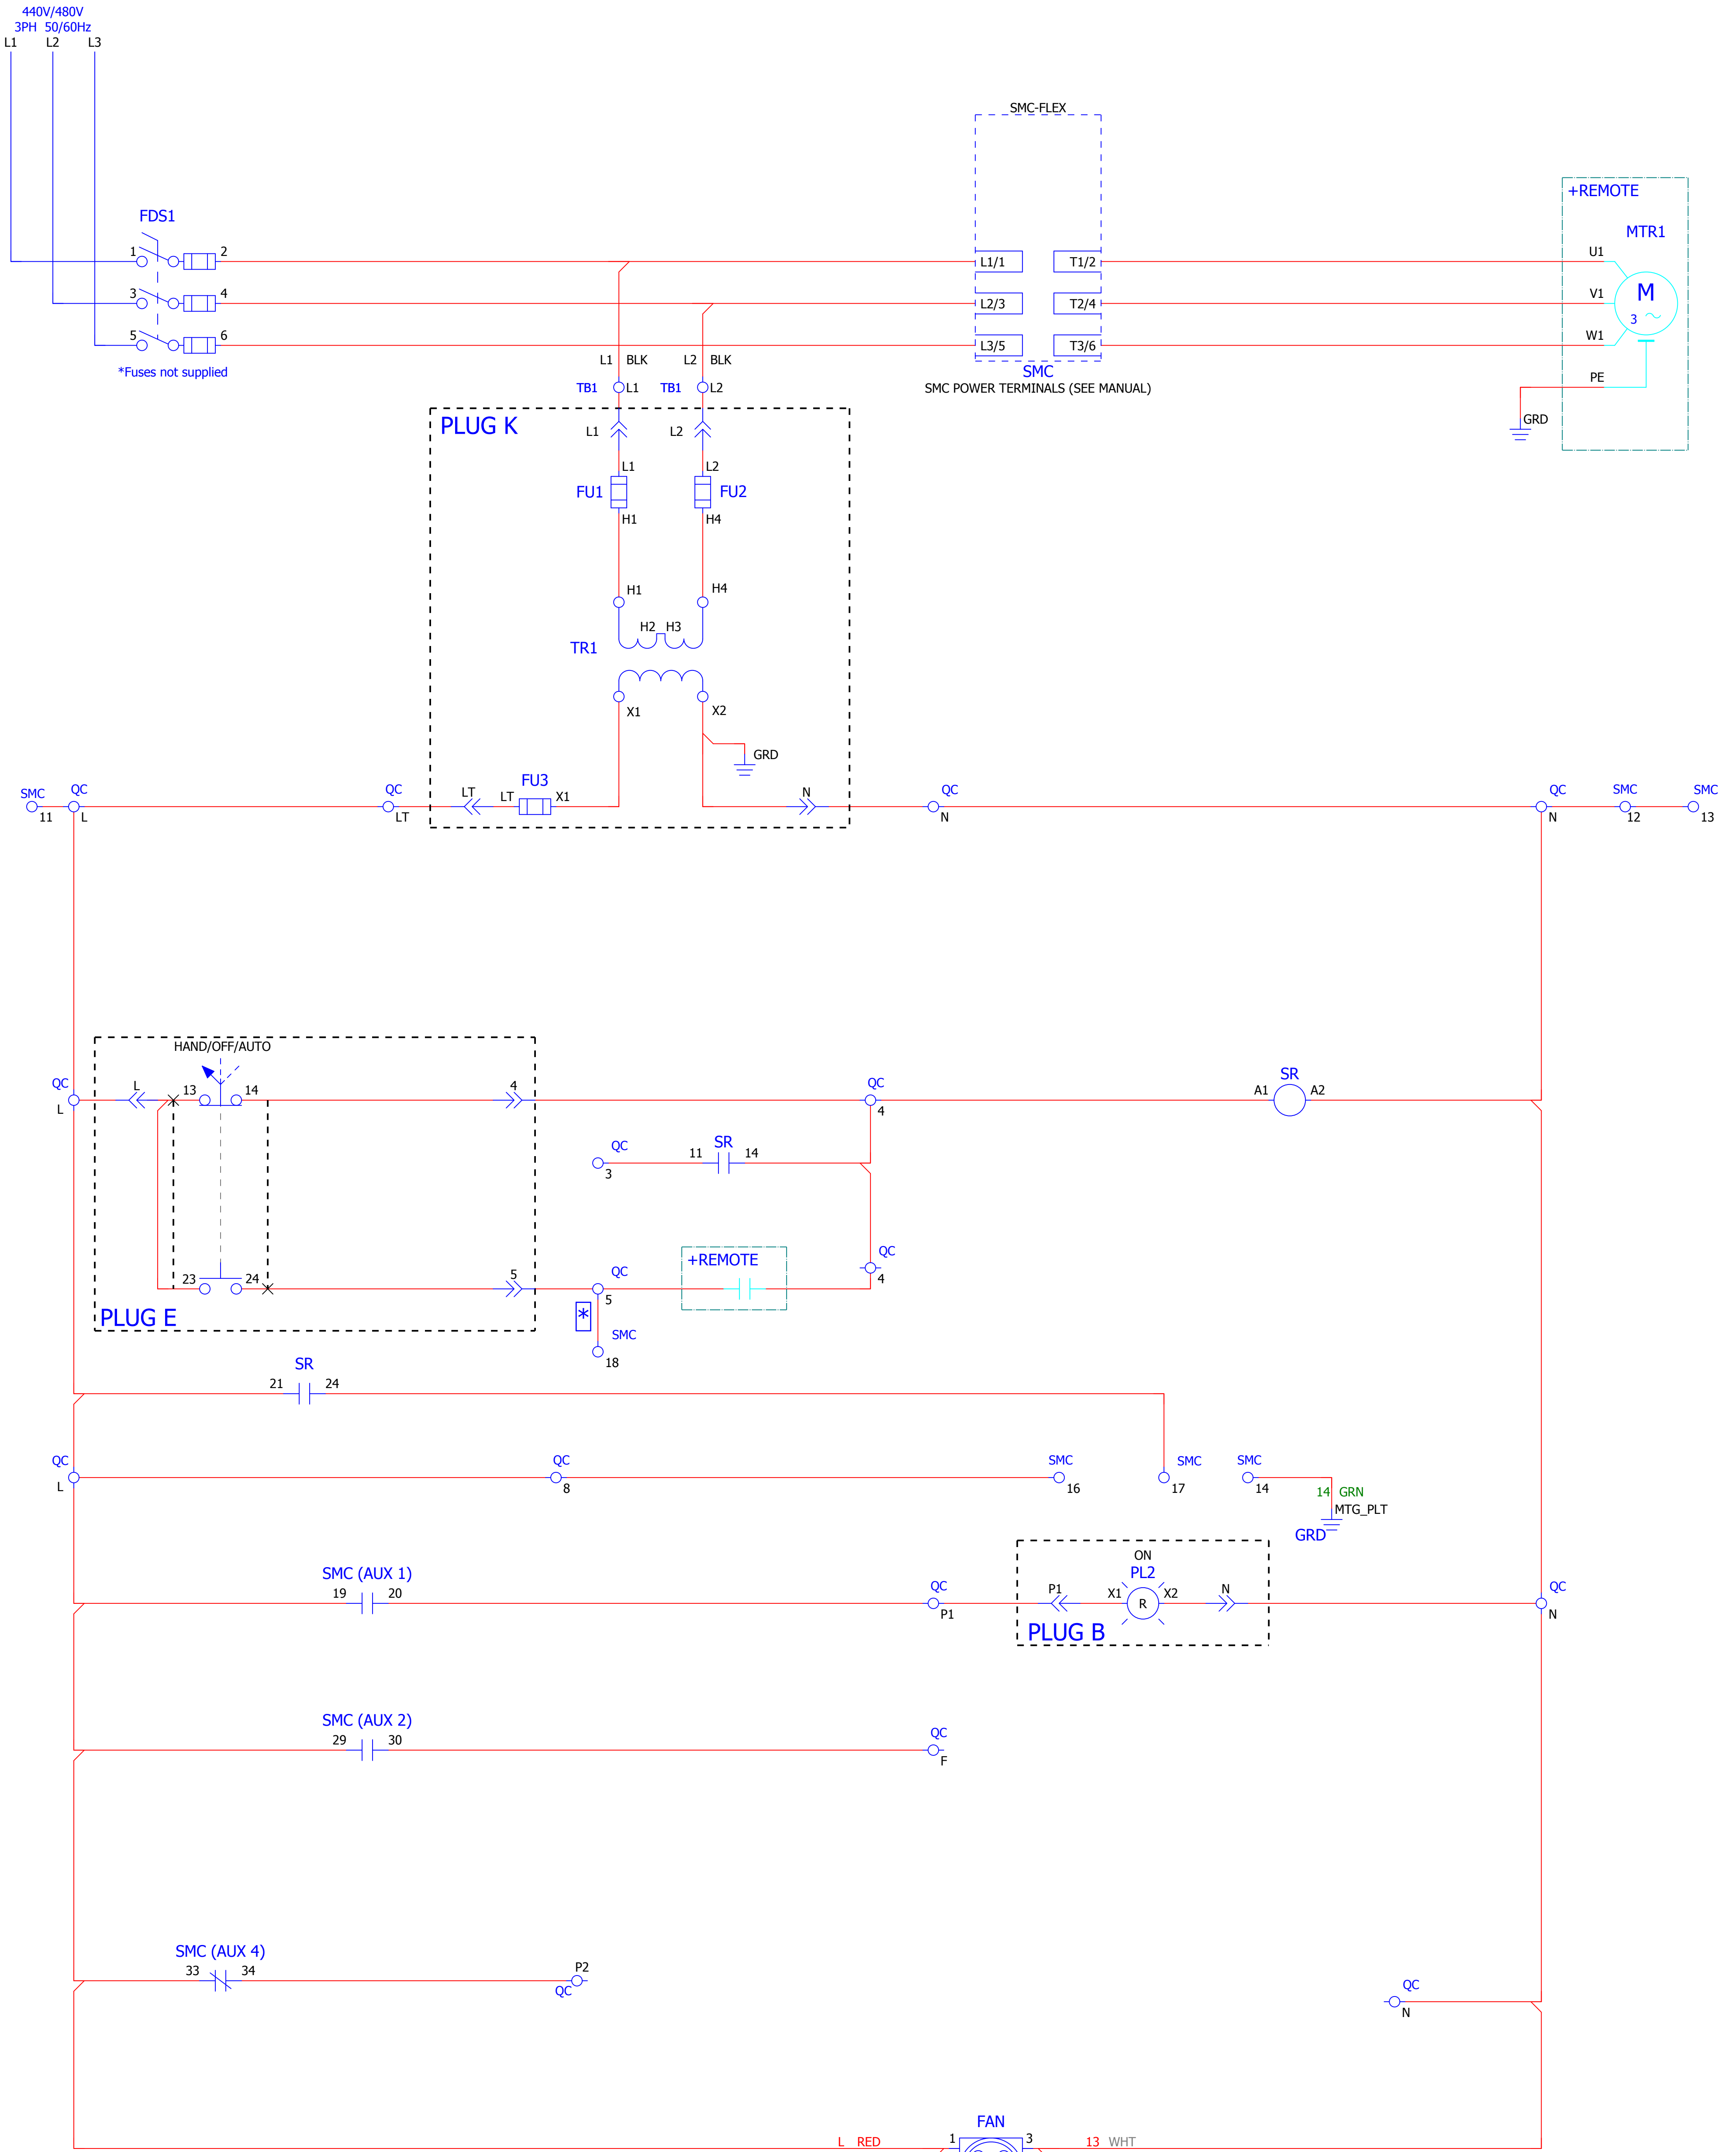 440V/480V
3PH 50/60Hz
L1 L2 L3
SMC-FLEX
+REMOTE
FDS1
MTR1
1 2
L1/1 T1/2
U1
3 4
L2/3 T2/4
V1
M
3
5 6
L3/5 T3/6
W1
*Fuses not supplied
L1 BLK L2 BLK
SMC
SMC POWER TERMINALS (SEE MANUAL)
PE
TB1 L1 TB1 L2
GRD
PLUG K
L1 L2
L1 L2
FU1 FU2
H1 H4
H1 H4
H2 H3
TR1
X1 X2
GRD
FU3
SMC QC QC
LT LT X1 N
QC
QC SMC SMC
11 L LT
N
N 12 13
HAND/OFF/AUTO
QC
L 13 14 4
L
QC
4
SR
A1 A2
QC
3
SR
11 14
+REMOTE
QC
4
23 24 5
QC
5
PLUG E
*
SMC
18
SR
21 24
QC
L
QC
8
SMC
16
SMC
17
SMC
14
14 GRN
MTG_PLT
GRD
ON
PL2
SMC (AUX 1)
19 20
QC
P1
P1 X1 R X2 N
PLUG B
QC
N
SMC (AUX 2)
29 30
QC
F
SMC (AUX 4)
33 34
P2
QC
QC
N
FAN
L RED 1 3 13 WHT